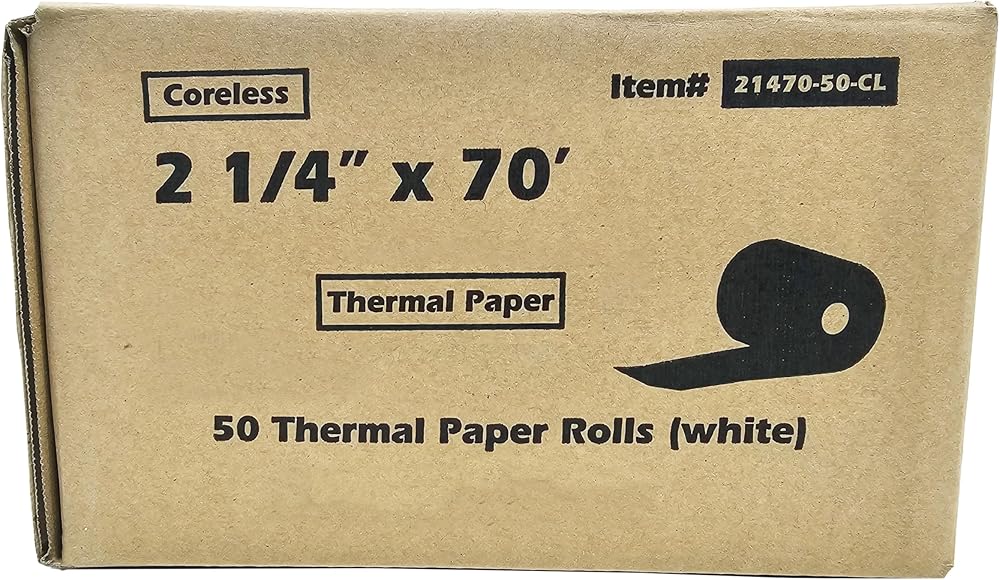 Coreless
Item# 21470-50-CL
2 1/4” x 70’
Thermal Paper
50 Thermal Paper Rolls (white)